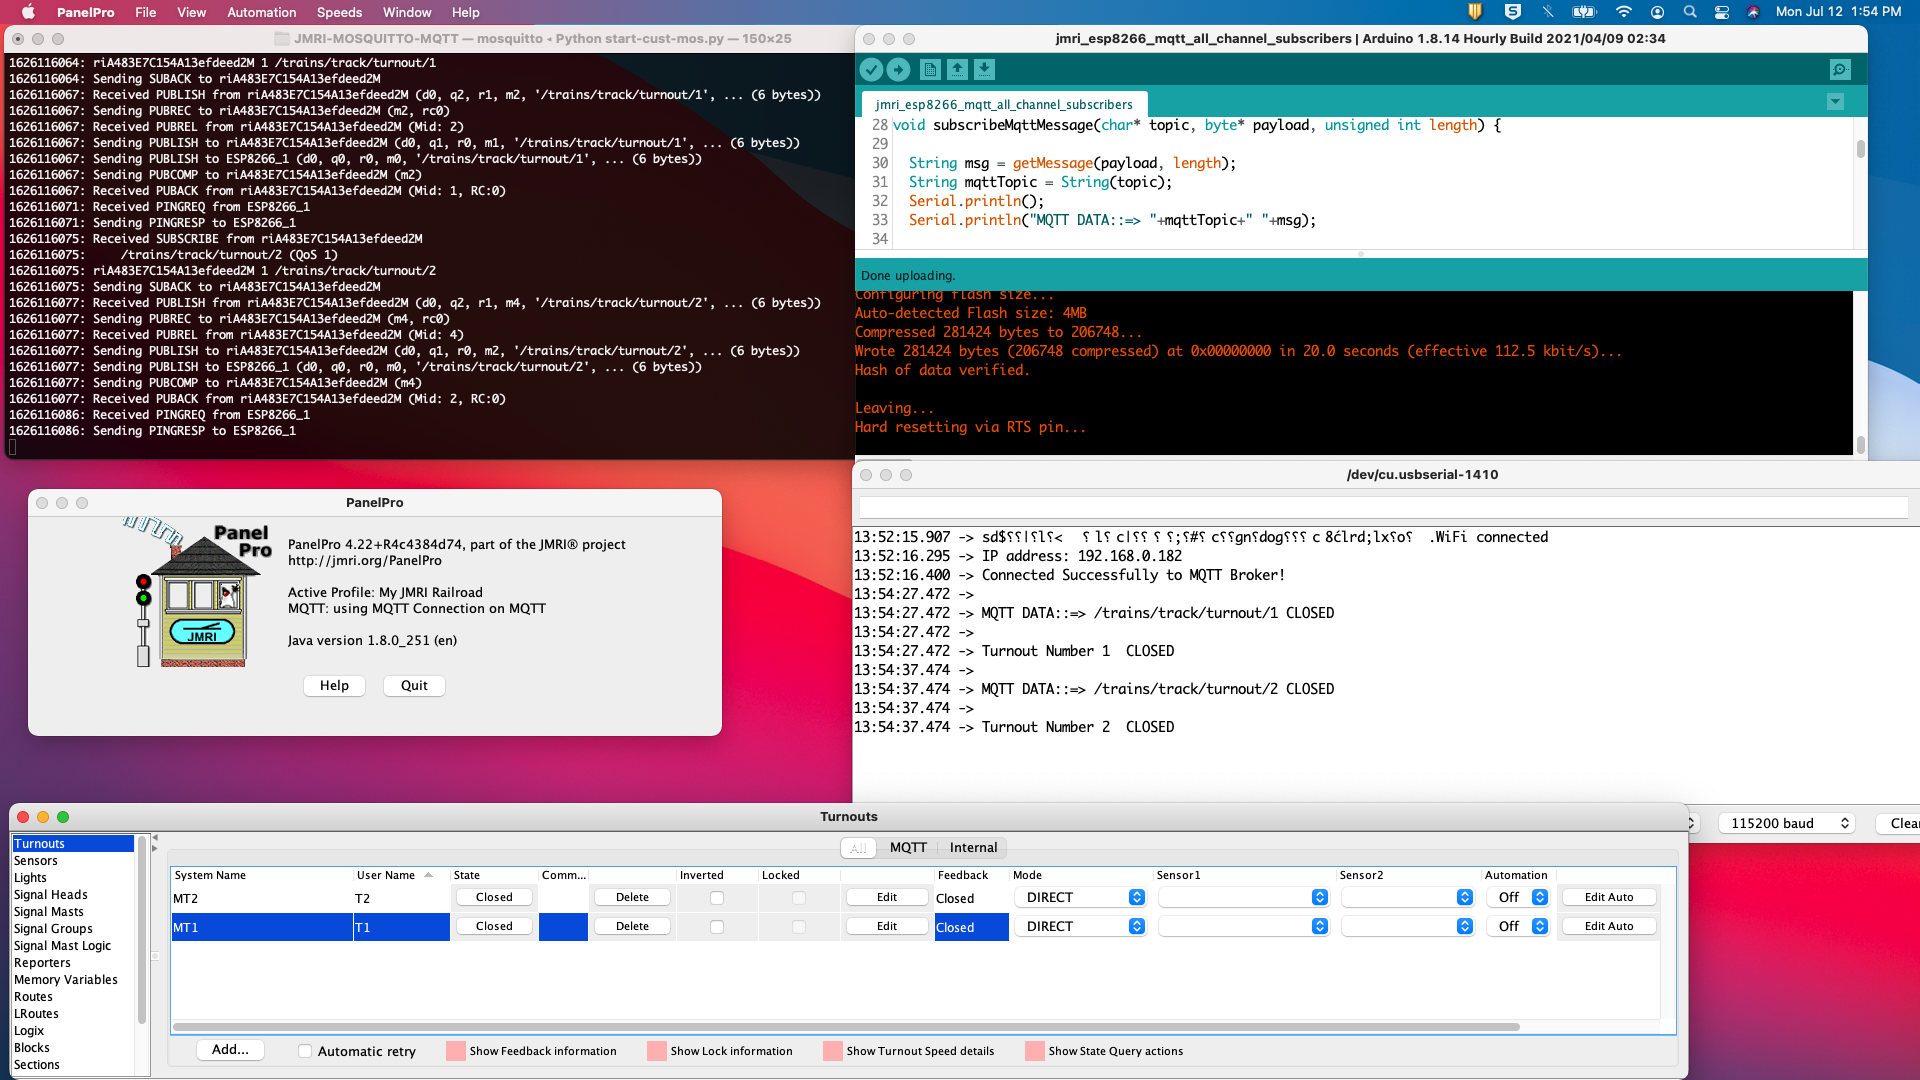 PanelPro File View Automation Speeds Window Help Mon Jul 12 1:54 PM
JMRI-MOSQUITTO-MQTT — mosquitto ◂ Python start-cust-mos.py — 150×25
1626116064: riA483E7C154A13efdeed2M 1 /trains/track/turnout/1
1626116064: Sending SUBACK to riA483E7C154A13efdeed2M
1626116067: Received PUBLISH from riA483E7C154A13efdeed2M (d0, q2, r1, m2, '/trains/track/turnout/1', ... (6 bytes))
1626116067: Sending PUBREC to riA483E7C154A13efdeed2M (m2, rc0)
1626116067: Received PUBREL from riA483E7C154A13efdeed2M (Mid: 2)
1626116067: Sending PUBLISH to riA483E7C154A13efdeed2M (d0, q1, r0, m1, '/trains/track/turnout/1', ... (6 bytes))
1626116067: Sending PUBLISH to ESP8266_1 (d0, q0, r0, m0, '/trains/track/turnout/1', ... (6 bytes))
1626116067: Sending PUBCOMP to riA483E7C154A13efdeed2M (m2)
1626116067: Received PUBACK from riA483E7C154A13efdeed2M (Mid: 1, RC:0)
1626116071: Received PINGREQ from ESP8266_1
1626116071: Sending PINGRESP to ESP8266_1
1626116075: Received SUBSCRIBE from riA483E7C154A13efdeed2M
1626116075: /trains/track/turnout/2 (QoS 1)
1626116075: riA483E7C154A13efdeed2M 1 /trains/track/turnout/2
1626116075: Sending SUBACK to riA483E7C154A13efdeed2M
1626116077: Received PUBLISH from riA483E7C154A13efdeed2M (d0, q2, r1, m4, '/trains/track/turnout/2', ... (6 bytes))
1626116077: Sending PUBREC to riA483E7C154A13efdeed2M (m4, rc0)
1626116077: Received PUBREL from riA483E7C154A13efdeed2M (Mid: 4)
1626116077: Sending PUBLISH to riA483E7C154A13efdeed2M (d0, q1, r0, m2, '/trains/track/turnout/2', ... (6 bytes))
1626116077: Sending PUBLISH to ESP8266_1 (d0, q0, r0, m0, '/trains/track/turnout/2', ... (6 bytes))
1626116077: Sending PUBCOMP to riA483E7C154A13efdeed2M (m4)
1626116077: Received PUBACK from riA483E7C154A13efdeed2M (Mid: 2, RC:0)
1626116086: Received PINGREQ from ESP8266_1
1626116086: Sending PINGRESP to ESP8266_1
jmri_esp8266_mqtt_all_channel_subscribers | Arduino 1.8.14 Hourly Build 2021/04/09 02:34
jmri_esp8266_mqtt_all_channel_subscribers
28 void subscribeMqttMessage(char* topic, byte* payload, unsigned int length) {
29
30 String msg = getMessage(payload, length);
31 String mqttTopic = String(topic);
32 Serial.println();
33 Serial.println("MQTT DATA::=> "+mqttTopic+" "+msg);
34
Done uploading.
Configuring flash size...
Auto-detected Flash size: 4MB
Compressed 281424 bytes to 206748...
Wrote 281424 bytes (206748 compressed) at 0x00000000 in 20.0 seconds (effective 112.5 kbit/s)...
Hash of data verified.
Leaving...
Hard resetting via RTS pin...
PanelPro
Panel
Pro
JMRI
PanelPro 4.22+R4c4384d74, part of the JMRI® project
http://jmri.org/PanelPro
Active Profile: My JMRI Railroad
MQTT: using MQTT Connection on MQTT
Java version 1.8.0_251 (en)
Help Quit
/dev/cu.usbserial-1410
13:52:15.907 -> .WiFi connected
13:52:16.295 -> IP address: 192.168.0.182
13:52:16.400 -> Connected Successfully to MQTT Broker!
13:54:27.472 ->
13:54:27.472 -> MQTT DATA::=> /trains/track/turnout/1 CLOSED
13:54:27.472 ->
13:54:27.472 -> Turnout Number 1 CLOSED
13:54:37.474 ->
13:54:37.474 -> MQTT DATA::=> /trains/track/turnout/2 CLOSED
13:54:37.474 ->
13:54:37.474 -> Turnout Number 2 CLOSED
115200 baud Clear
Turnouts
Turnouts
Sensors
Lights
Signal Heads
Signal Masts
Signal Groups
Signal Mast Logic
Reporters
Memory Variables
Routes
LRoutes
Logix
Blocks
Sections
All MQTT Internal
System Name User Name State Comm... Inverted Locked Feedback Mode Sensor1 Sensor2 Automation
MT2 T2 Closed Delete Edit Closed DIRECT Off Edit Auto
MT1 T1 Closed Delete Edit Closed DIRECT Off Edit Auto
Add... Automatic retry Show Feedback information Show Lock information Show Turnout Speed details Show State Query actions